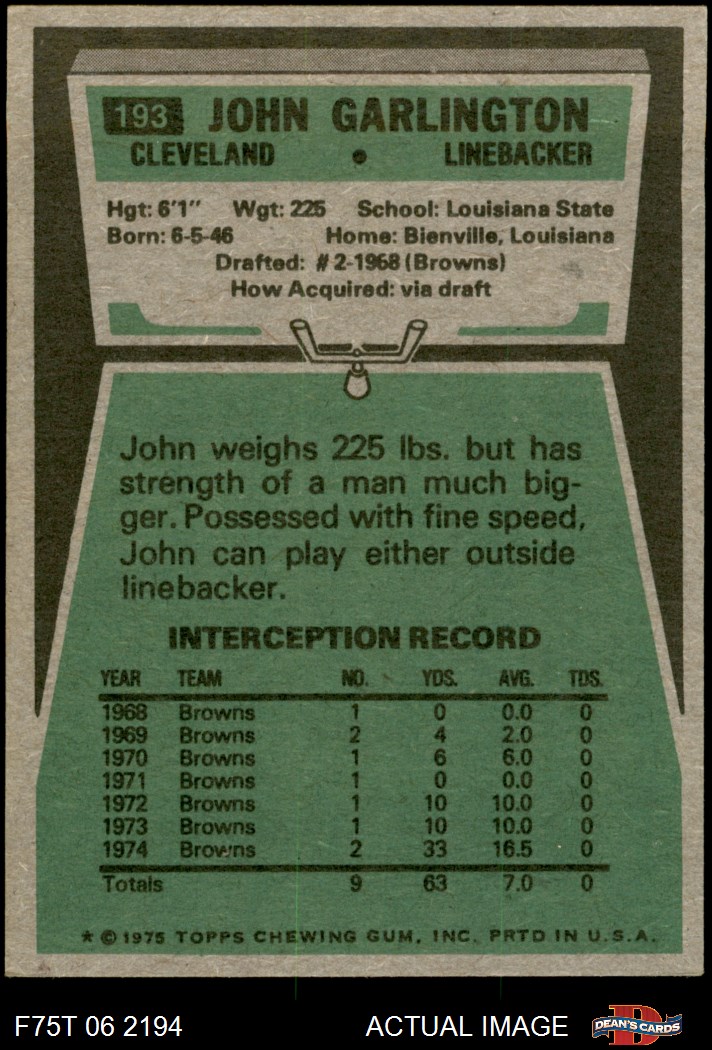 193 JOHN GARLINGTON
CLEVELAND • LINEBACKER
Hgt: 6'1" Wgt: 225 School: Louisiana State
Born: 6-5-46 Home: Bienville, Louisiana
Drafted: #2-1968 (Browns)
How Acquired: via draft
John weighs 225 lbs. but has
strength of a man much big-
ger. Possessed with fine speed,
John can play either outside
linebacker.
INTERCEPTION RECORD
YEAR TEAM NO. YDS. AVG. TDS.
1968 Browns 1 0 0.0 0
1969 Browns 2 4 2.0 0
1970 Browns 1 6 6.0 0
1971 Browns 1 0 0.0 0
1972 Browns 1 10 10.0 0
1973 Browns 1 10 10.0 0
1974 Browns 2 33 16.5 0
Totals 9 63 7.0 0
* © 1975 TOPPS CHEWING GUM, INC. PRTD IN U.S.A.
F75T 06 2194 ACTUAL IMAGE D DEAN'S CARDS